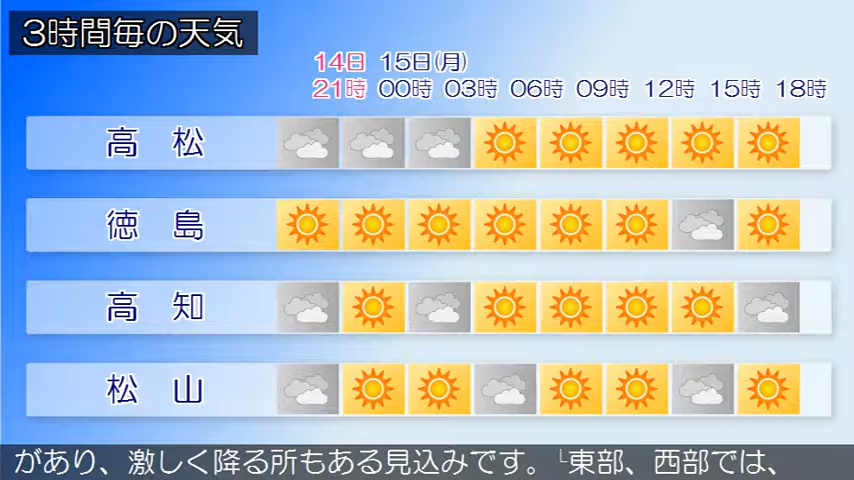 3時間毎の天気
14日 15日(月)
21時 00時 03時 06時 09時 12時 15時 18時
高松
徳島
高知
松山
があり、激しく降る所もある見込みです。└東部、西部では、